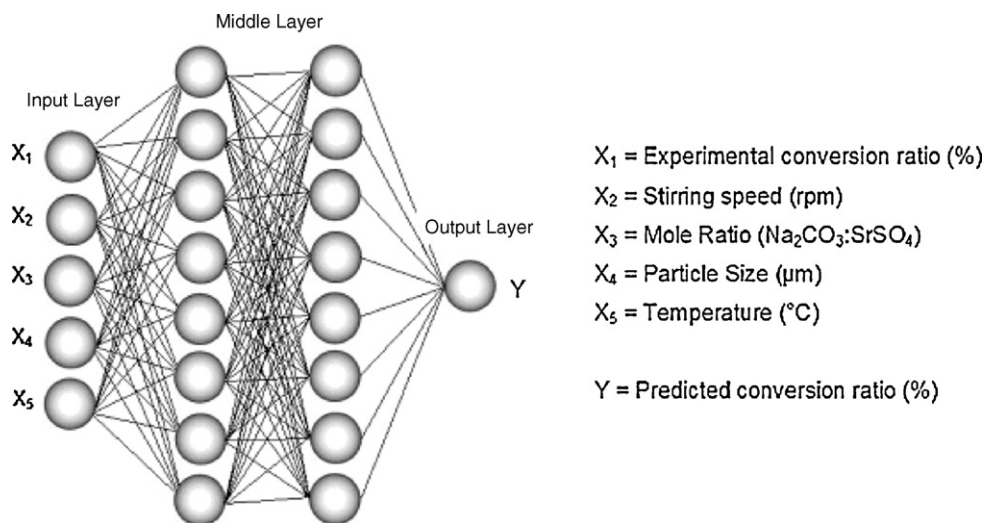 Middle Layer
Input Layer
X₁
X₂
X₃
X₄
X₅
Output Layer
Y
X₁ = Experimental conversion ratio (%)
X₂ = Stirring speed (rpm)
X₃ = Mole Ratio (Na₂CO₃:SrSO₄)
X₄ = Particle Size (μm)
X₅ = Temperature (°C)
Y = Predicted conversion ratio (%)